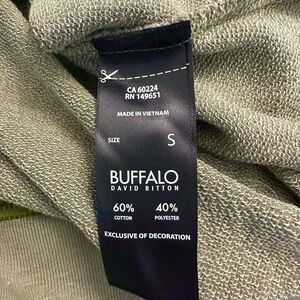 CA 60224
RN 149651
MADE IN VIETNAM
SIZE S
BUFFALO
DAVID BITTON
60% 40%
COTTON POLYESTER
EXCLUSIVE OF DECORATION